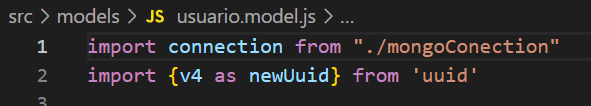 src > models > JS usuario.model.js > ...
1 import connection from "./mongoConection"
2 import {v4 as newUuid} from 'uuid'
3